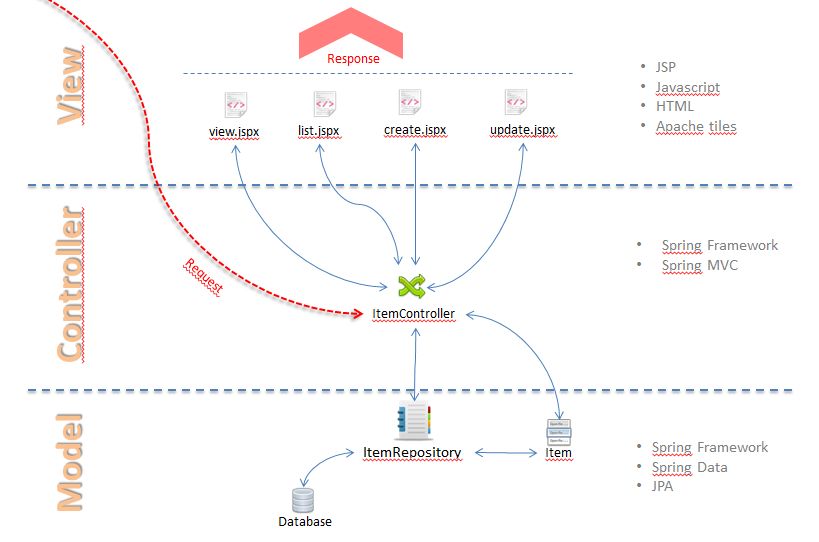 Response
View
view.jspx
list.jspx
create.jspx
update.jspx
JSP
Javascript
HTML
Apache tiles
Controller
Request
ItemController
Spring Framework
Spring MVC
Model
ItemRepository
Item
Database
Spring Framework
Spring Data
JPA